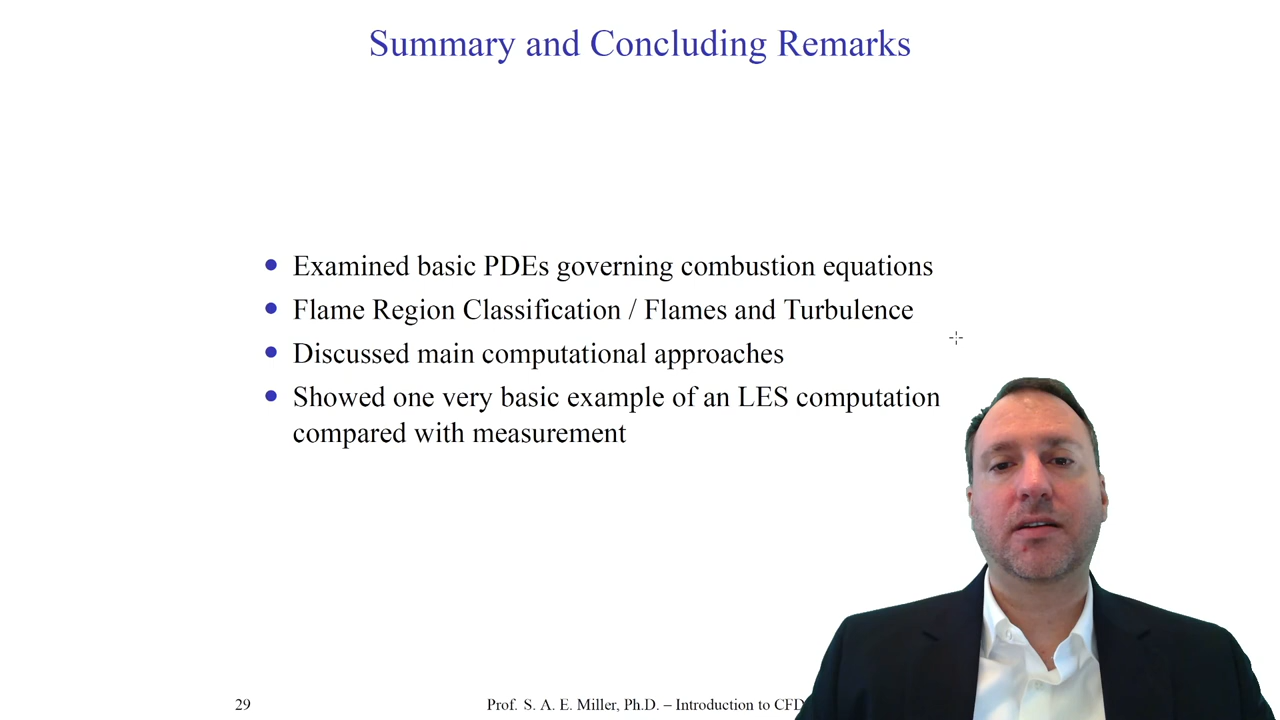 Summary and Concluding Remarks
Examined basic PDEs governing combustion equations
Flame Region Classification / Flames and Turbulence
Discussed main computational approaches
Showed one very basic example of an LES computation
compared with measurement
29
Prof. S. A. E. Miller, Ph.D. – Introduction to CFD